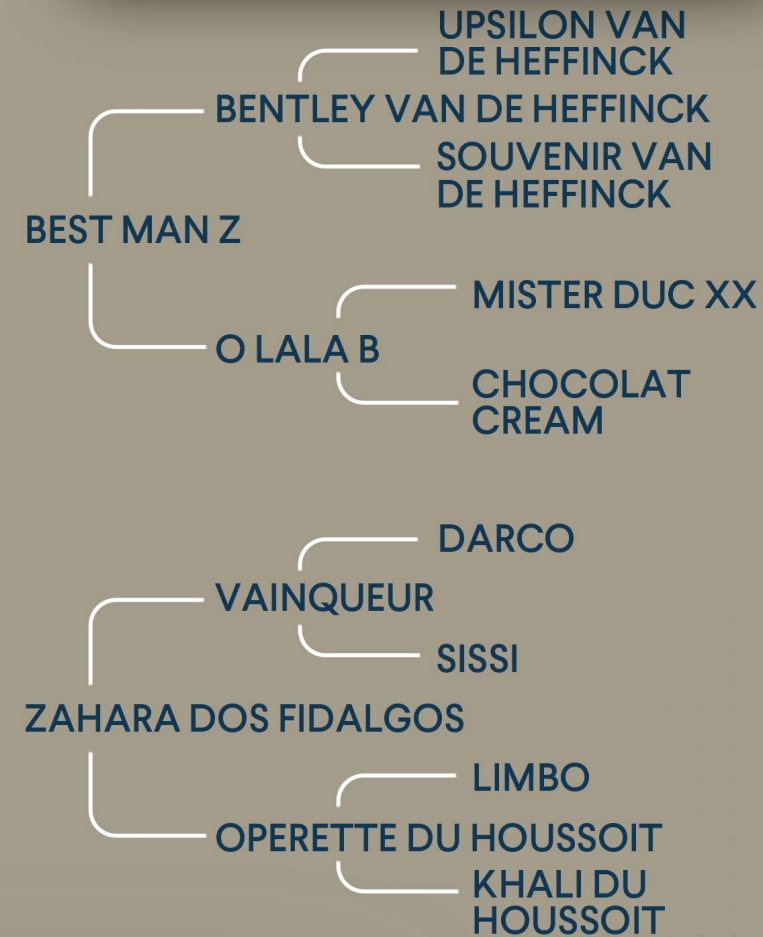 UPSILON VAN
DE HEFFINCK
BENTLEY VAN DE HEFFINCK
SOUVENIR VAN
DE HEFFINCK
BEST MAN Z
MISTER DUC XX
O LALA B
CHOCOLAT
CREAM
DARCO
VAINQUEUR
SISSI
ZAHARA DOS FIDALGOS
LIMBO
OPERETTE DU HOUSSOIT
KHALI DU
HOUSSOIT